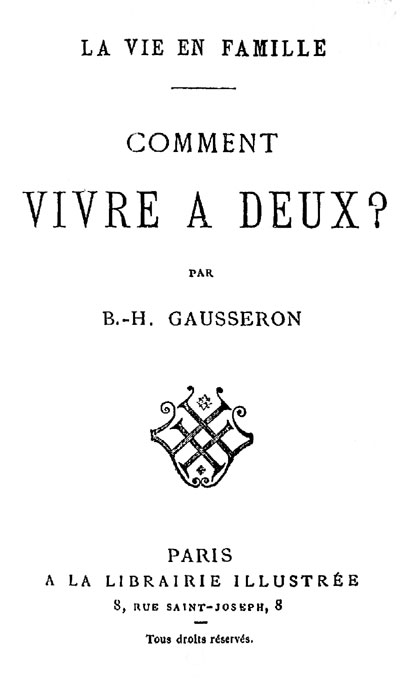 LA VIE EN FAMILLE
COMMENT
VIVRE A DEUX?
PAR
B.-H. GAUSSERON
PARIS
A LA LIBRAIRIE ILLUSTRÉE
8, RUE SAINT-JOSEPH, 8
Tous droits réservés.